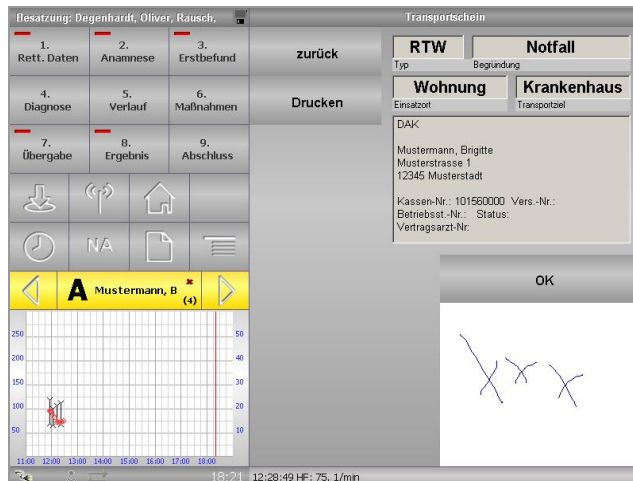 Besatzung: Degenhardt, Oliver, Rausch,
Transportschein
1.
Rett. Daten
2.
Anamnese
3.
Erstbefund
4.
Diagnose
5.
Verlauf
6.
Maßnahmen
7.
Übergabe
8.
Ergebnis
9.
Abschluss
NA
A Mustermann, B
(4)
250
200
150
100
50
50
40
30
20
10
11:00 12:00 13:00 14:00 15:00 16:00 17:00 18:00
18:21
zurück
Drucken
RTW
Typ
Notfall
Begründung
Wohnung
Einsatzort
Krankenhaus
Transportziel
DAK
Mustermann, Brigitte
Musterstrasse 1
12345 Musterstadt
Kassen-Nr.: 101560000 Vers.-Nr.:
Betriebsst.-Nr.: Status:
Vertragsarzt-Nr:
OK
12:28:49 HF: 75, 1/min